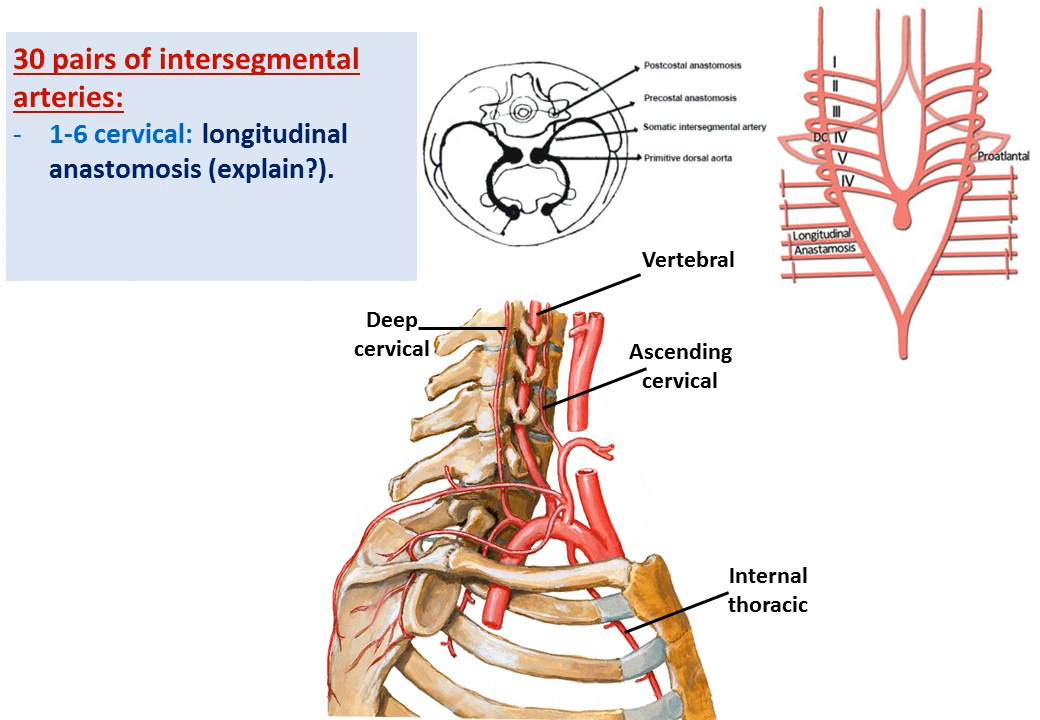 30 pairs of intersegmental
arteries:
- 1-6 cervical: longitudinal
anastomosis (explain?).
Postcostal anastomosis
Precostal anastomosis
Somatic intersegmental artery
Primitive dorsal aorta
I
II
III
DC IV
V
Proatlantal
IV
Longitudinal
Anastamosis
Vertebral
Deep
cervical
Ascending
cervical
Internal
thoracic